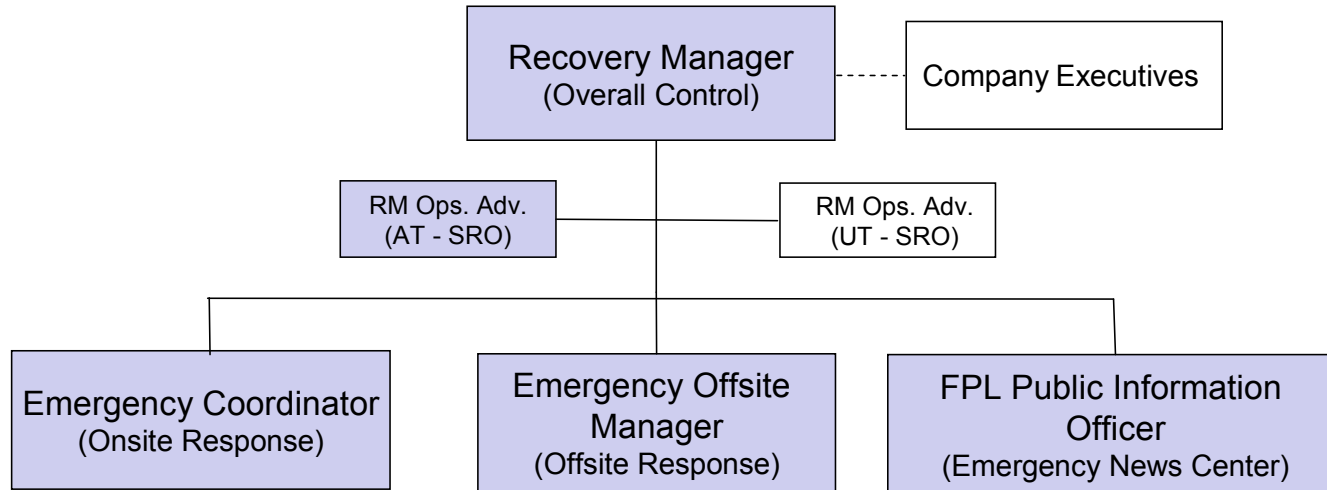 Recovery Manager
(Overall Control)
Company Executives
RM Ops. Adv.
(AT - SRO)
RM Ops. Adv.
(UT - SRO)
Emergency Coordinator
(Onsite Response)
Emergency Offsite
Manager
(Offsite Response)
FPL Public Information
Officer
(Emergency News Center)